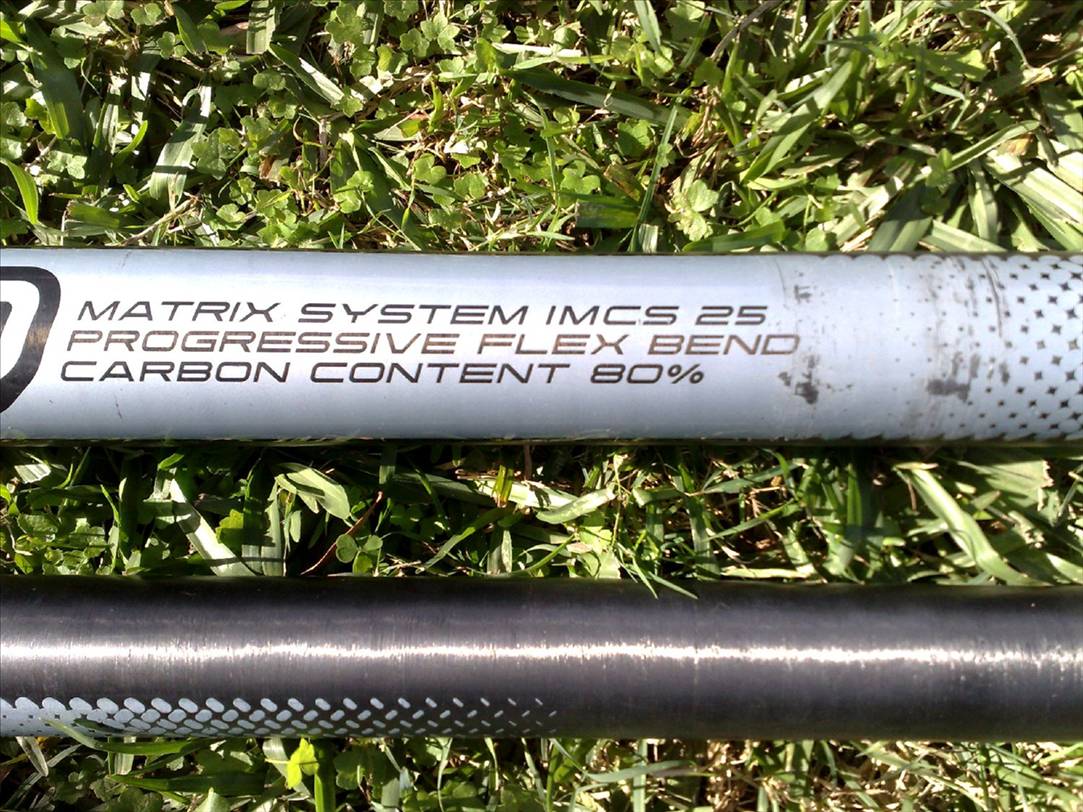 MATRIX SYSTEM IMCS 25
PROGRESSIVE FLEX BEND
CARBON CONTENT 80%